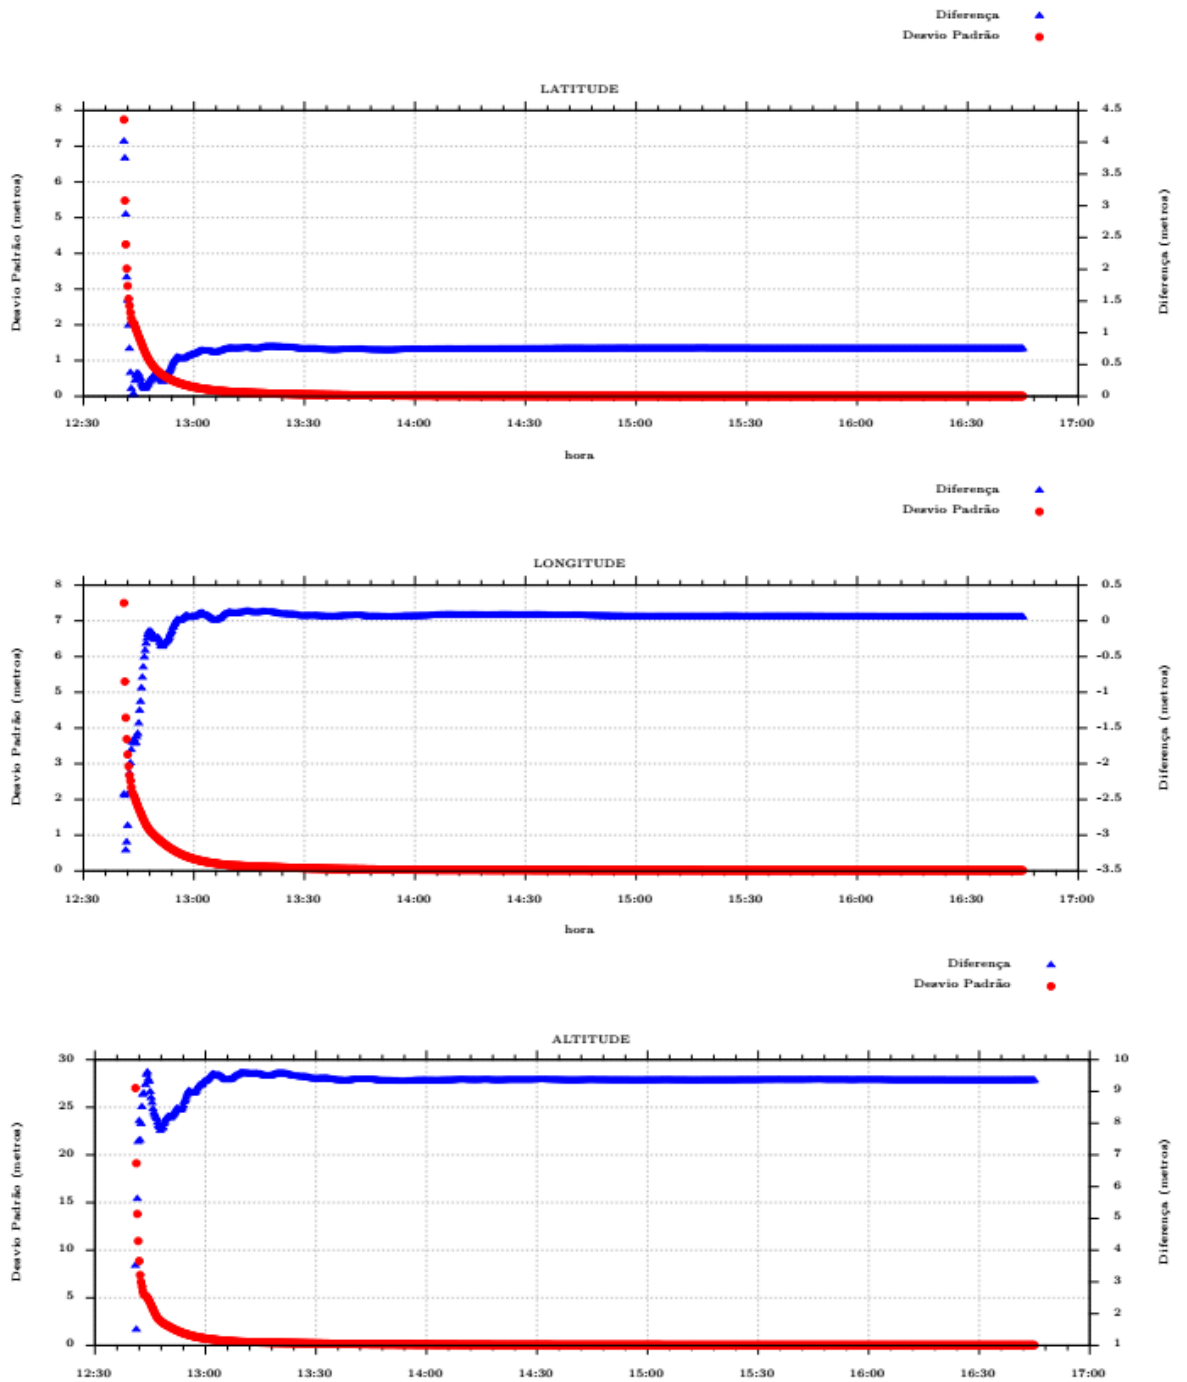 Diferença
Desvio Padrão
LATITUDE
8 4.5
7 4
6 3.5
5 3
4 2.5
3 2
2 1.5
1 1
0 0.5
0
Desvio Padrão (metros)
Diferença (metros)
12:30 13:00 13:30 14:00 14:30 15:00 15:30 16:00 16:30 17:00
hora
Diferença
Desvio Padrão
LONGITUDE
8 0.5
7 0
6 -0.5
5 -1
4 -1.5
3 -2
2 -2.5
1 -3
0 -3.5
Desvio Padrão (metros)
Diferença (metros)
12:30 13:00 13:30 14:00 14:30 15:00 15:30 16:00 16:30 17:00
hora
Diferença
Desvio Padrão
ALTITUDE
30 10
25 9
20 8
15 7
10 6
5 5
0 4
3
2
1
Desvio Padrão (metros)
Diferença (metros)
12:30 13:00 13:30 14:00 14:30 15:00 15:30 16:00 16:30 17:00